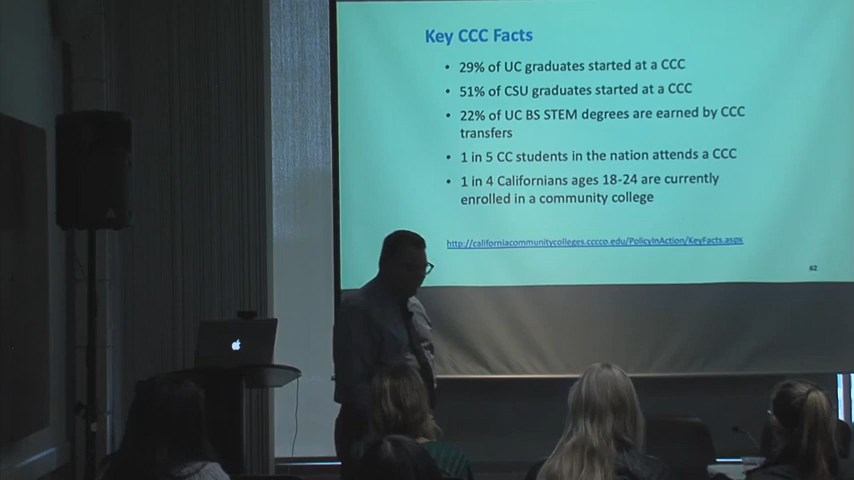 Key CCC Facts
• 29% of UC graduates started at a CCC
• 51% of CSU graduates started at a CCC
• 22% of UC BS STEM degrees are earned by CCC
transfers
• 1 in 5 CC students in the nation attends a CCC
• 1 in 4 Californians ages 18-24 are currently
enrolled in a community college
http://californiacommunitycolleges.cccco.edu/PolicyInAction/KeyFacts.aspx
62